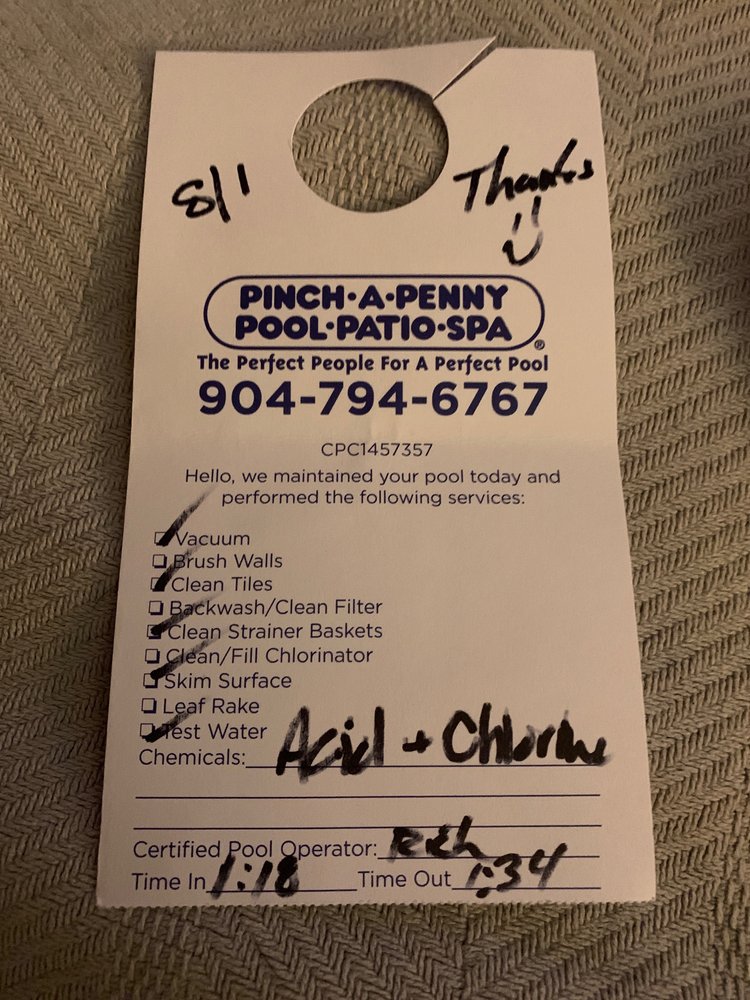 8/1
Thanks
PINCH·A·PENNY
POOL·PATIO·SPA®
The Perfect People For A Perfect Pool
904-794-6767
CPC1457357
Hello, we maintained your pool today and
performed the following services:
Vacuum
Brush Walls
Clean Tiles
Backwash/Clean Filter
Clean Strainer Baskets
Clean/Fill Chlorinator
Skim Surface
Leaf Rake
Test Water
Chemicals: Acid + Chlorine
Certified Pool Operator: Rich
Time In 1:18 Time Out 1:34